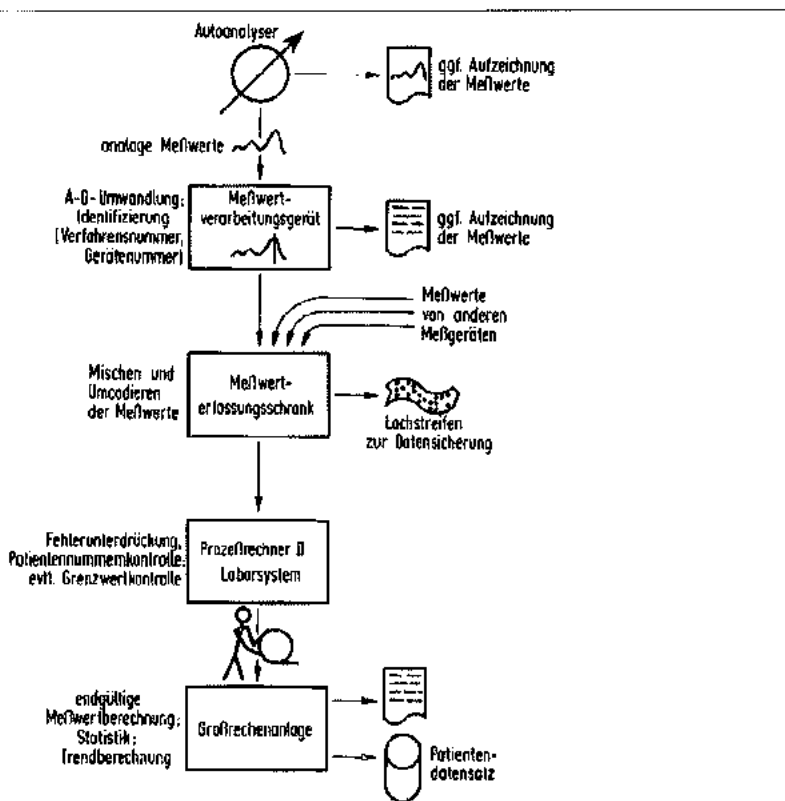 Autoanalyser
ggf. Aufzeichnung
der Meßwerte
analoge Meßwerte
A-D-Umwandlung;
Identifizierung
(Verfahrensnummer,
Gerätenummer)
Meßwert-
verarbeitungsgerät
ggf. Aufzeichnung
der Meßwerte
Meßwerte
von anderen
Meßgeräten
Mischen und
Umcodieren
der Meßwerte
Meßwert-
erfassungsschrank
Lochstreifen
zur Datensicherung
Fehlerunterdrückung,
Patientennummernkontrolle;
evtl. Grenzwertkontrolle
Prozeßrechner II
Laborsystem
endgültige
Meßwertberechnung;
Statistik;
Trendberechnung
Großrechenanlage
Patienten-
datensatz